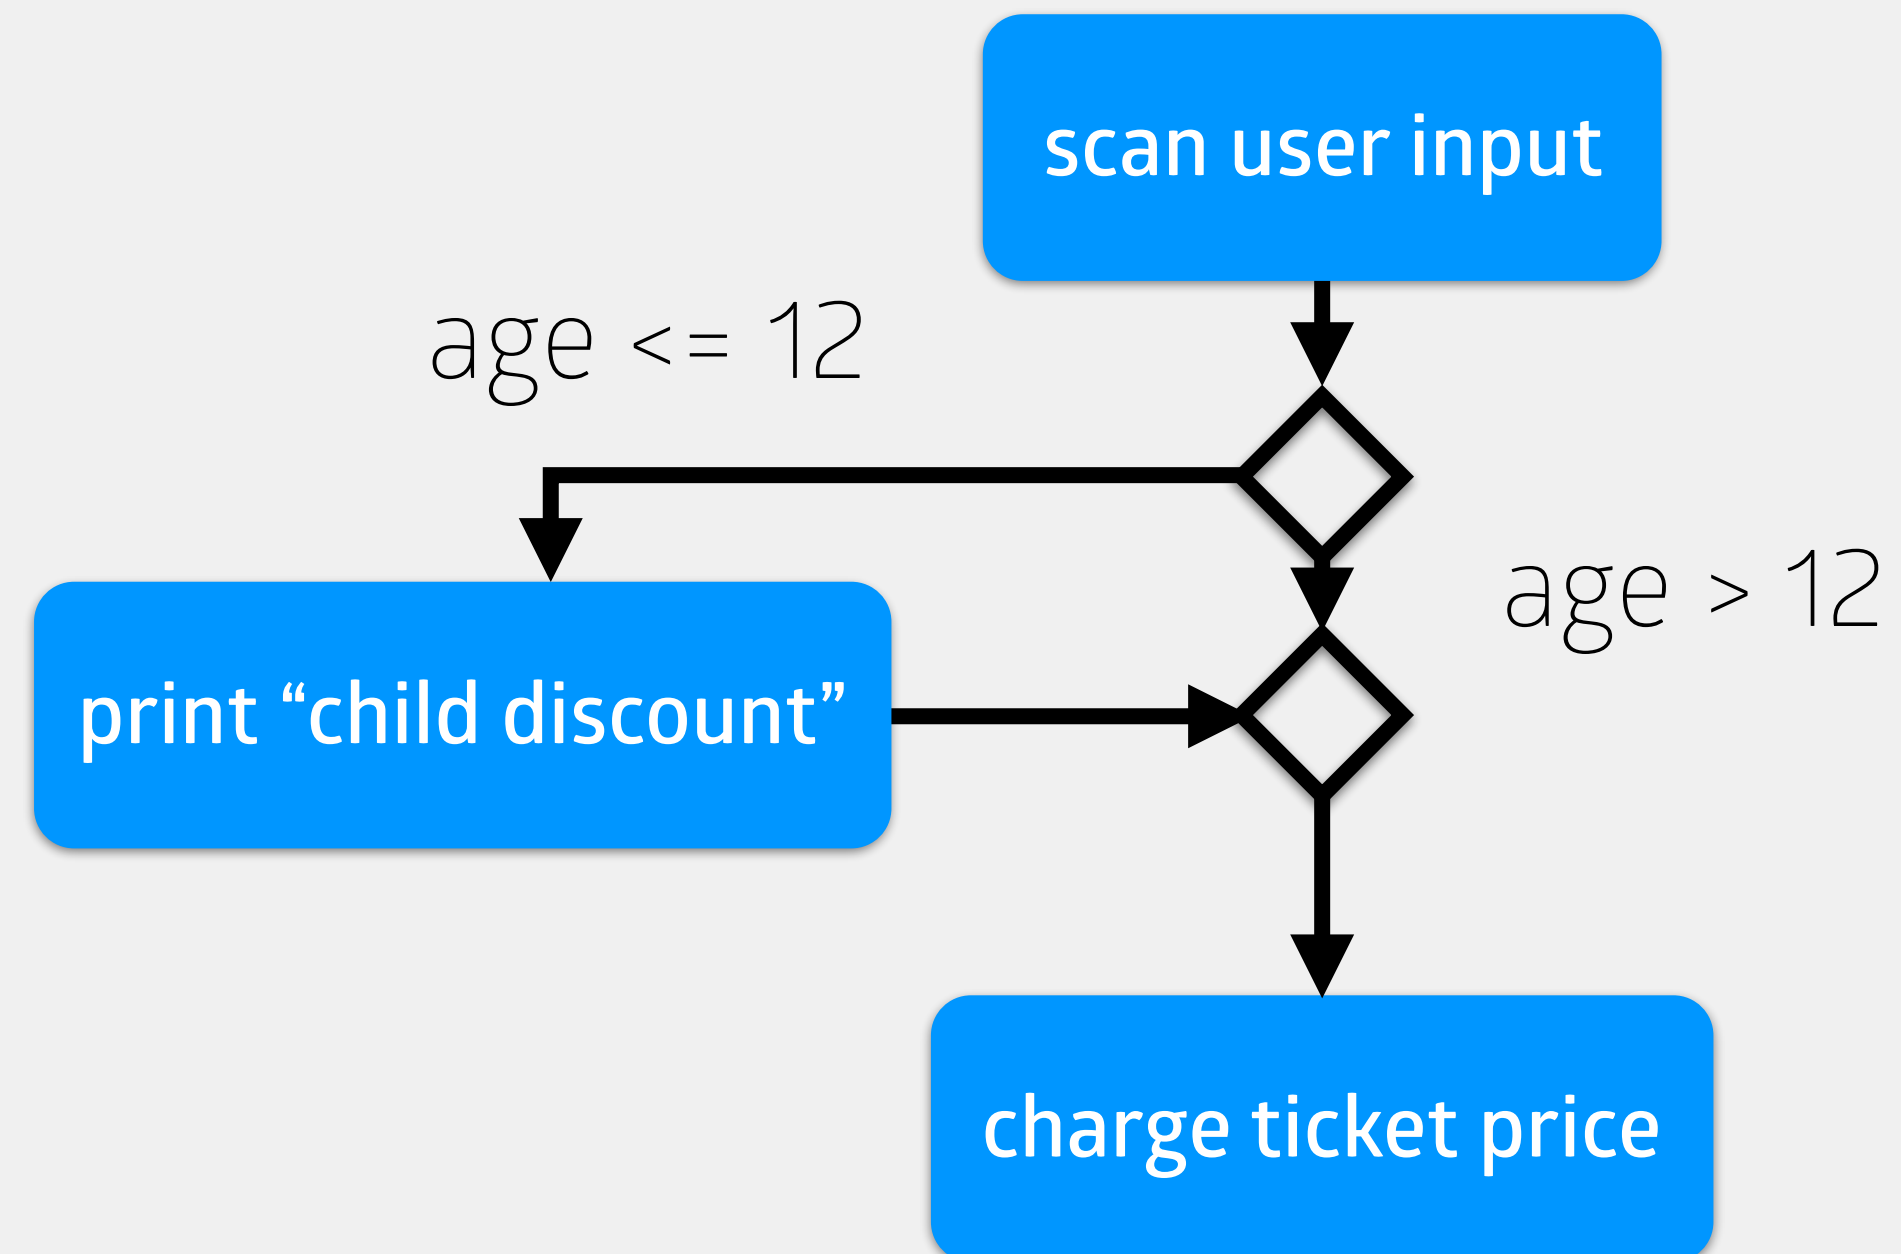 scan user input
age <= 12
age > 12
print “child discount”
charge ticket price